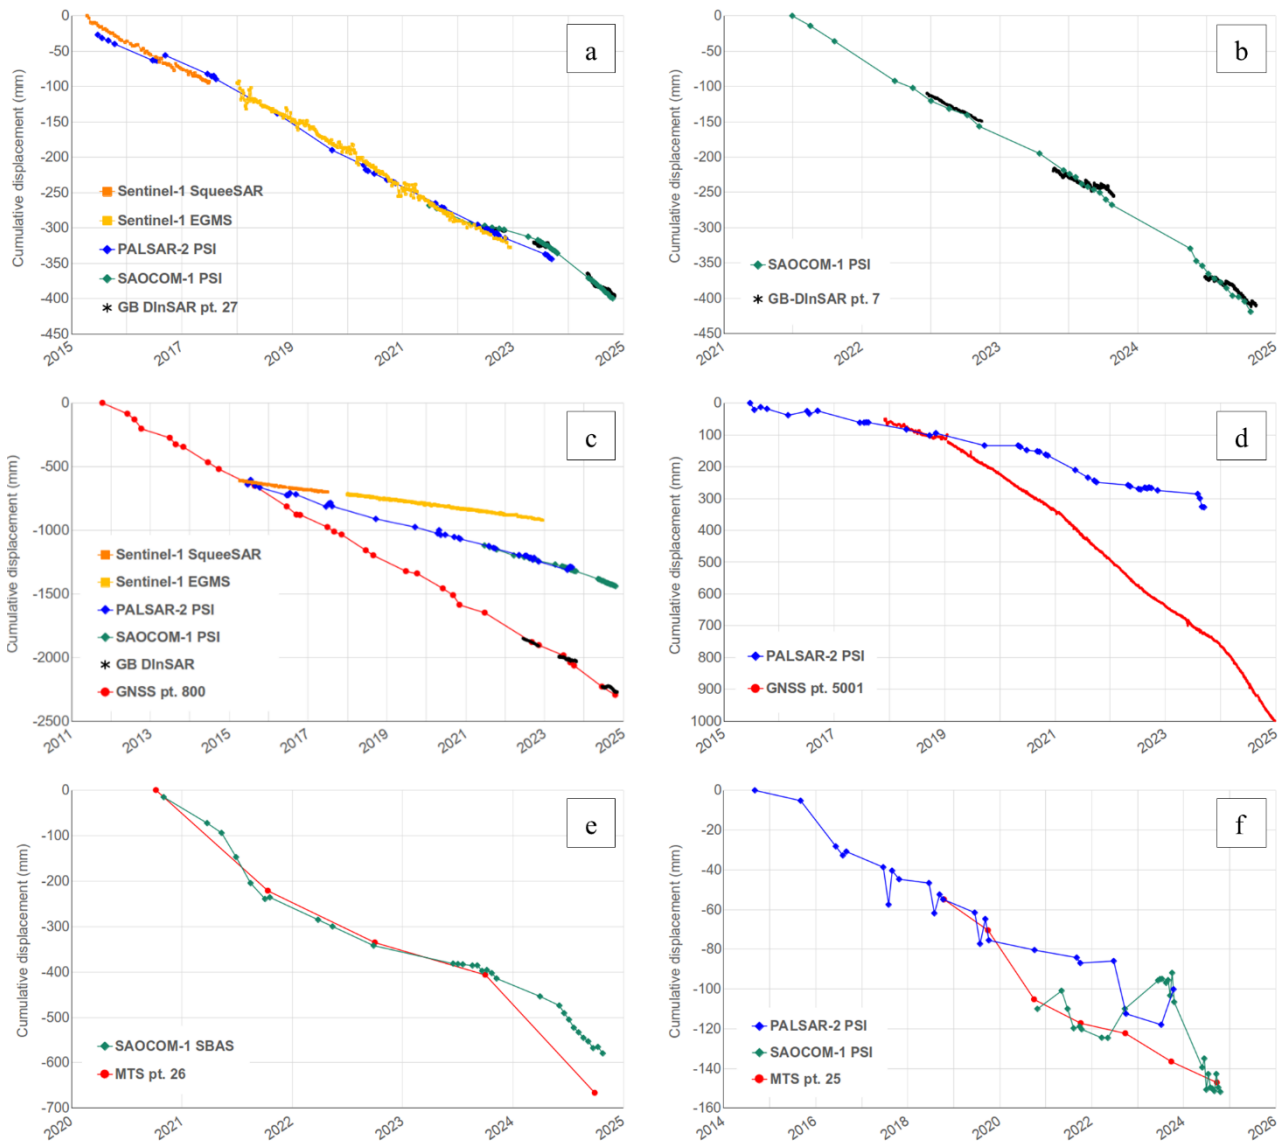 a
Cumulative displacement (mm)
0
-50
-100
-150
-200
-250
-300
-350
-400
-450
Sentinel-1 SqueeSAR
Sentinel-1 EGMS
PALSAR-2 PSI
SAOCOM-1 PSI
GB DInSAR pt. 27
2015 2017 2019 2021 2023 2025
b
Cumulative displacement (mm)
0
-50
-100
-150
-200
-250
-300
-350
-400
-450
SAOCOM-1 PSI
GB-DInSAR pt. 7
2021 2022 2023 2024 2025
c
Cumulative displacement (mm)
0
-500
-1000
-1500
-2000
-2500
Sentinel-1 SqueeSAR
Sentinel-1 EGMS
PALSAR-2 PSI
SAOCOM-1 PSI
GB DInSAR
GNSS pt. 800
2011 2013 2015 2017 2019 2021 2023 2025
d
Cumulative displacement (mm)
0
100
200
300
400
500
600
700
800
900
1000
PALSAR-2 PSI
GNSS pt. 5001
2015 2017 2019 2021 2023 2025
e
Cumulative displacement (mm)
0
-100
-200
-300
-400
-500
-600
-700
SAOCOM-1 SBAS
MTS pt. 26
2020 2021 2022 2023 2024 2025
f
Cumulative displacement (mm)
0
-20
-40
-60
-80
-100
-120
-140
-160
PALSAR-2 PSI
SAOCOM-1 PSI
MTS pt. 25
2014 2016 2018 2020 2022 2024 2026